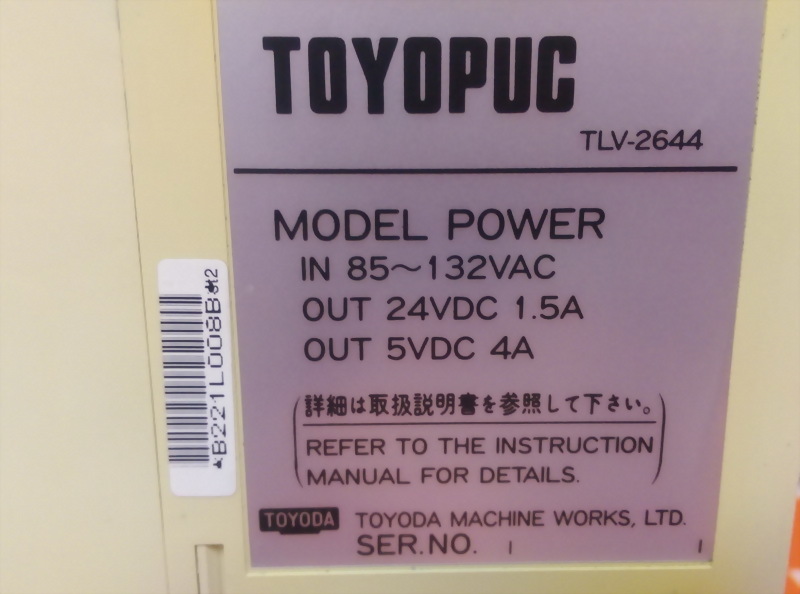 TOYOPUC
TLV-2644
MODEL POWER
IN 85~132VAC
OUT 24VDC 1.5A
OUT 5VDC 4A
詳細は取扱説明書を参照して下さい。
REFER TO THE INSTRUCTION
MANUAL FOR DETAILS.
TOYODA TOYODA MACHINE WORKS, LTD.
SER.NO.
B221L008B